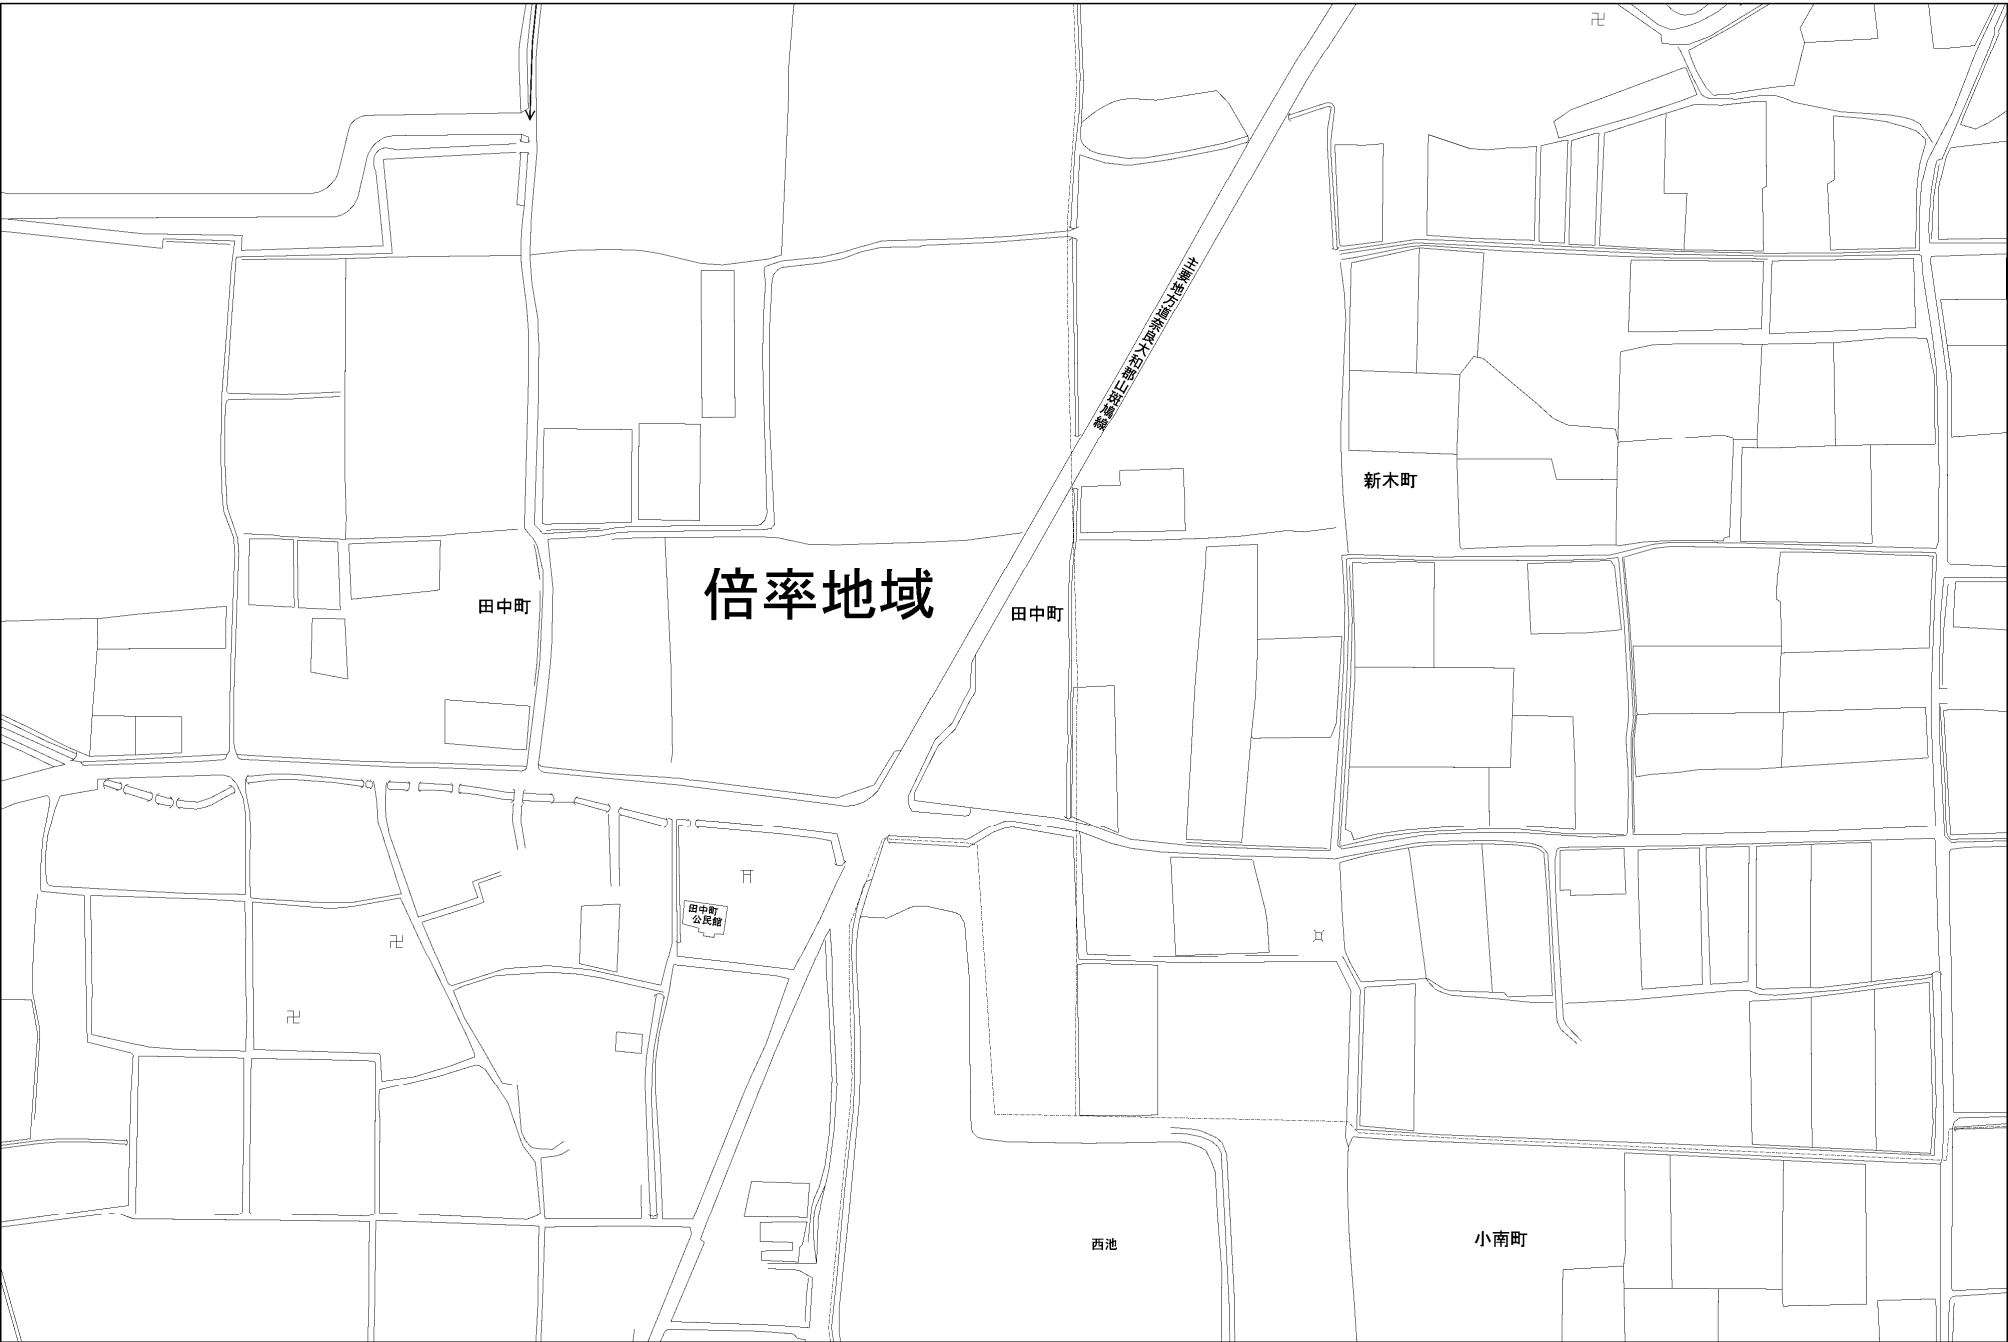 主要地方道奈良大和郡山斑鳩線
新木町
倍率地域
田中町
田中町
田中町
公民館
西池
小南町